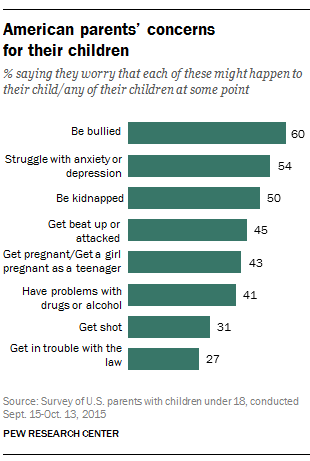 American parents’ concerns
for their children
% saying they worry that each of these might happen to
their child/any of their children at some point
Be bullied
60
Struggle with anxiety or
depression
54
Be kidnapped
50
Get beat up or
attacked
45
Get pregnant/Get a girl
pregnant as a teenager
43
Have problems with
drugs or alcohol
41
Get shot
31
Get in trouble with the
law
27
Source: Survey of U.S. parents with children under 18, conducted
Sept. 15-Oct. 13, 2015
PEW RESEARCH CENTER